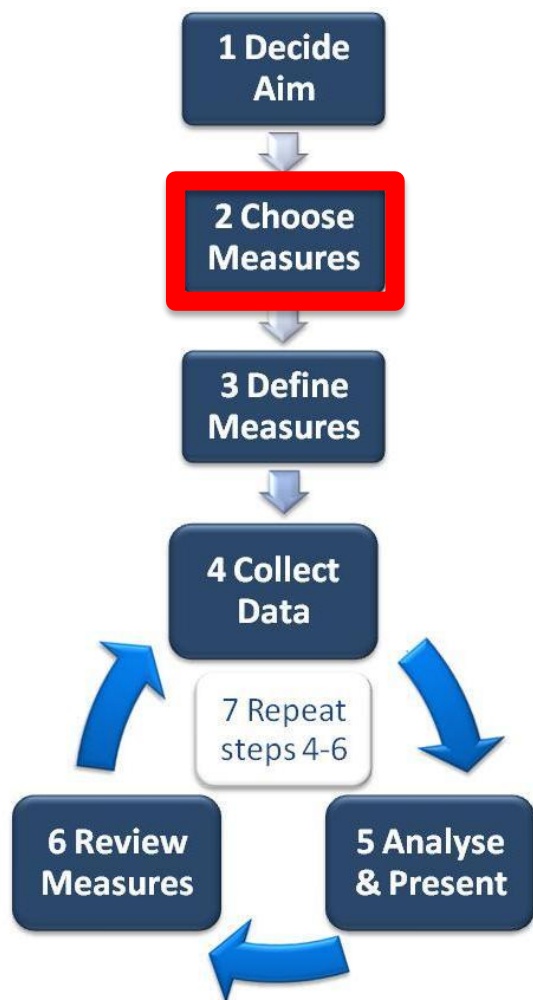 1 Decide
Aim
2 Choose
Measures
3 Define
Measures
4 Collect
Data
7 Repeat
steps 4-6
6 Review
Measures
5 Analyse
& Present